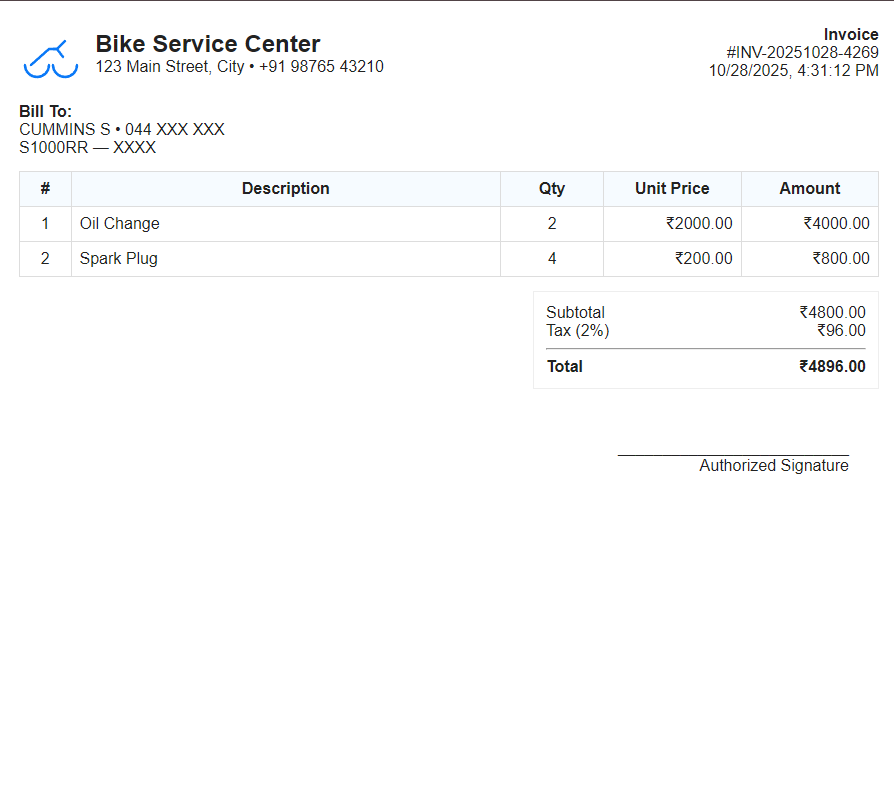 Bike Service Center
123 Main Street, City • +91 98765 43210
Invoice
#INV-20251028-4269
10/28/2025, 4:31:12 PM
Bill To:
CUMMINS S • 044 XXX XXX
S1000RR — XXXX
# Description Qty Unit Price Amount
1 Oil Change 2 ₹2000.00 ₹4000.00
2 Spark Plug 4 ₹200.00 ₹800.00
Subtotal ₹4800.00
Tax (2%) ₹96.00
Total ₹4896.00
Authorized Signature